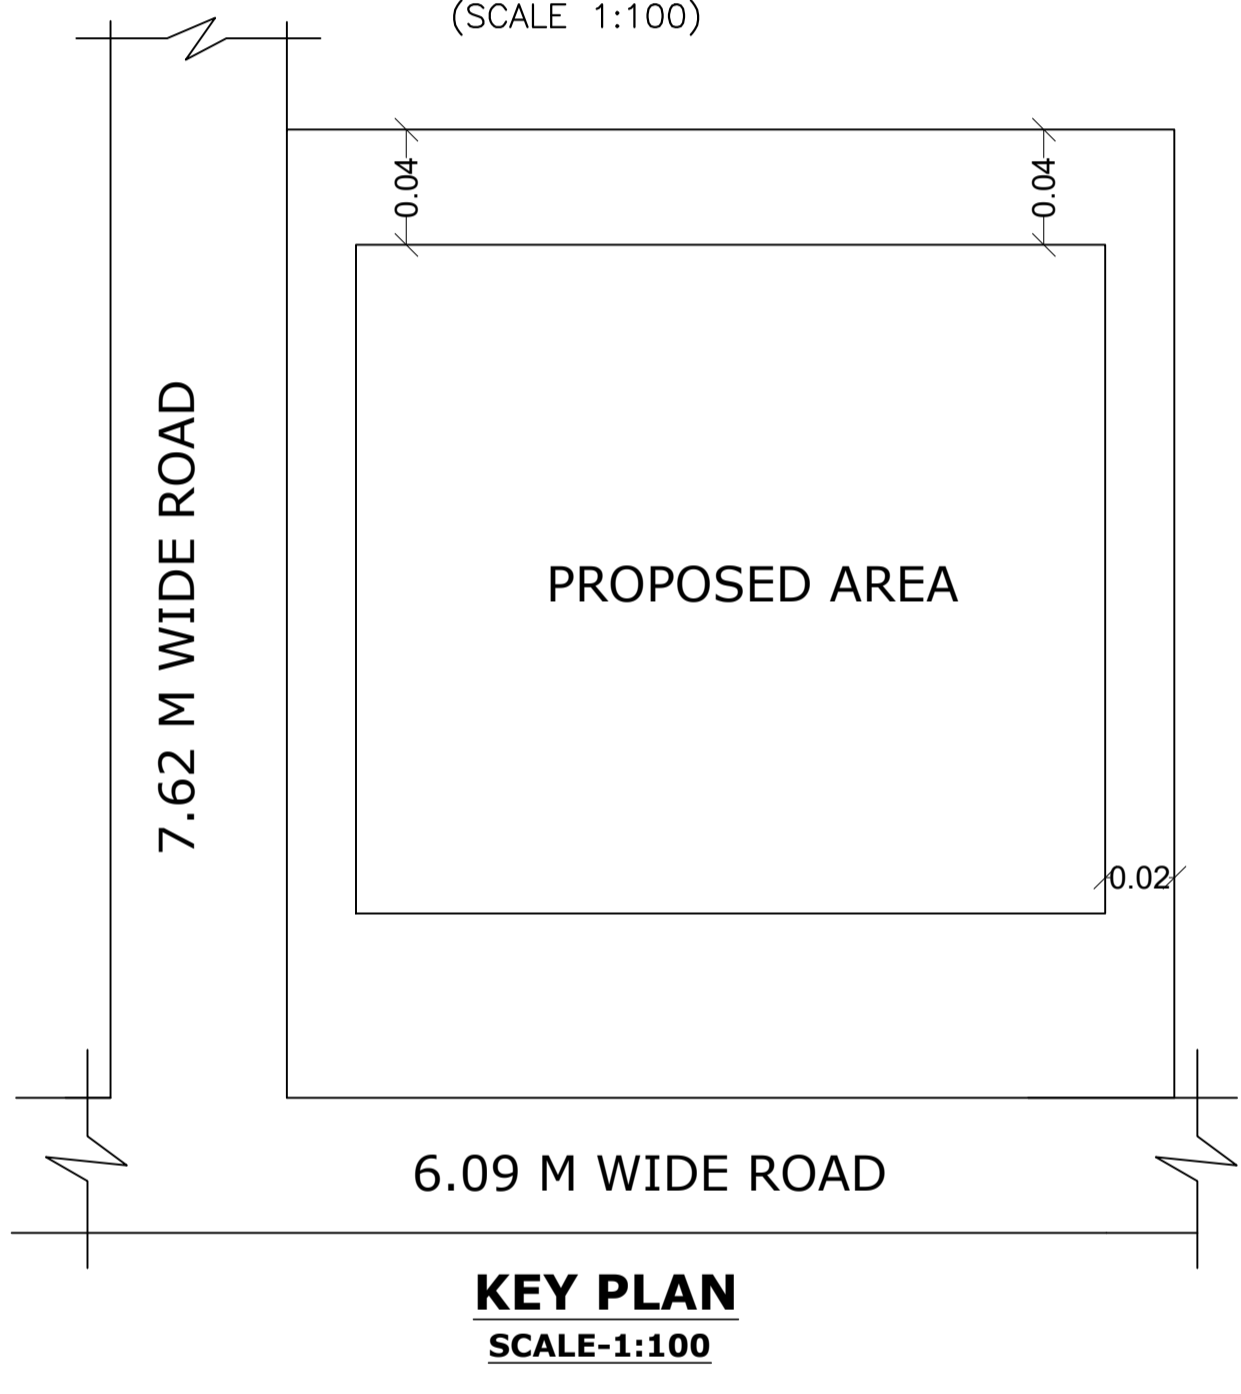 (SCALE 1:100)
0.04
0.04
7.62 M WIDE ROAD
PROPOSED AREA
0.02
6.09 M WIDE ROAD
KEY PLAN
SCALE-1:100